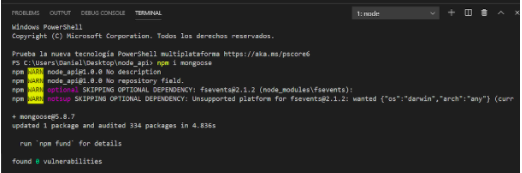 PROBLEMS OUTPUT DEBUG CONSOLE TERMINAL 1: node
Windows PowerShell
Copyright (C) Microsoft Corporation. Todos los derechos reservados.
Prueba la nueva tecnología PowerShell multiplataforma https://aka.ms/pscore6
PS C:\Users\Daniel\Desktop\node_api> npm i mongoose
npm WARN node_api@1.0.0 No description
npm WARN node_api@1.0.0 No repository field.
npm WARN optional SKIPPING OPTIONAL DEPENDENCY: fsevents@2.1.2 (node_modules\fsevents):
npm WARN notsup SKIPPING OPTIONAL DEPENDENCY: Unsupported platform for fsevents@2.1.2: wanted {"os":"darwin","arch":"any"} (curr
+ mongoose@5.8.7
updated 1 package and audited 334 packages in 4.836s
run `npm fund` for details
found 0 vulnerabilities